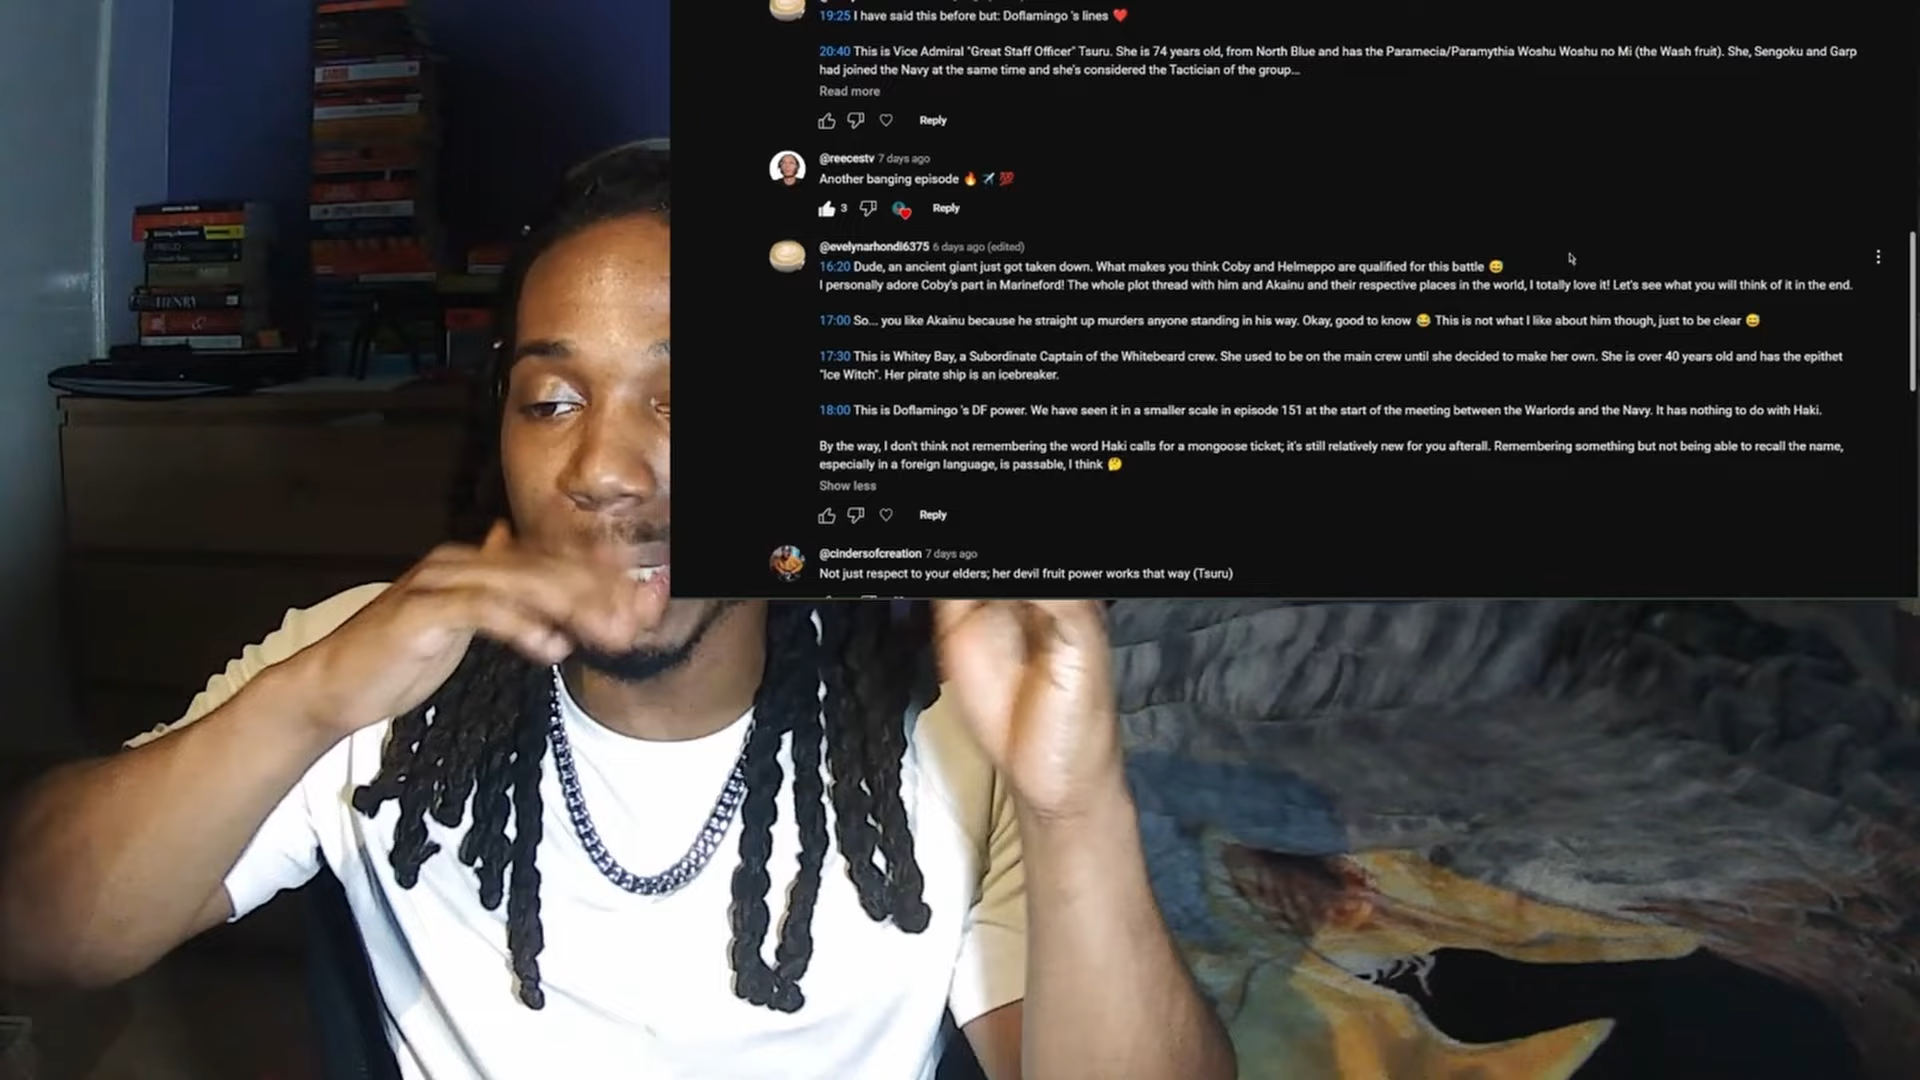 19:25 I have said this before but: Doflamingo 's lines ❤️
20:40 This is Vice Admiral "Great Staff Officer" Tsuru. She is 74 years old, from North Blue and has the Paramecia/Paramythia Woshu Woshu no Mi (the Wash fruit). She, Sengoku and Garp
had joined the Navy at the same time and she's considered the Tactician of the group...
Read more
Reply
@reecestv 7 days ago
Another banging episode 🔥 ✈️ 💯
3 Reply
@evelynarhondi6375 6 days ago (edited)
16:20 Dude, an ancient giant just got taken down. What makes you think Coby and Helmeppo are qualified for this battle 😅
I personally adore Coby's part in Marineford! The whole plot thread with him and Akainu and their respective places in the world, I totally love it! Let's see what you will think of it in the end.
17:00 So... you like Akainu because he straight up murders anyone standing in his way. Okay, good to know 😂 This is not what I like about him though, just to be clear 😅
17:30 This is Whitey Bay, a Subordinate Captain of the Whitebeard crew. She used to be on the main crew until she decided to make her own. She is over 40 years old and has the epithet
"Ice Witch". Her pirate ship is an icebreaker.
18:00 This is Doflamingo 's DF power. We have seen it in a smaller scale in episode 151 at the start of the meeting between the Warlords and the Navy. It has nothing to do with Haki.
By the way, I don't think not remembering the word Haki calls for a mongoose ticket; it's still relatively new for you afterall. Remembering something but not being able to recall the name,
especially in a foreign language, is passable, I think 🤔
Show less
Reply
@cindersofcreation 7 days ago
Not just respect to your elders; her devil fruit power works that way (Tsuru)
HENRY